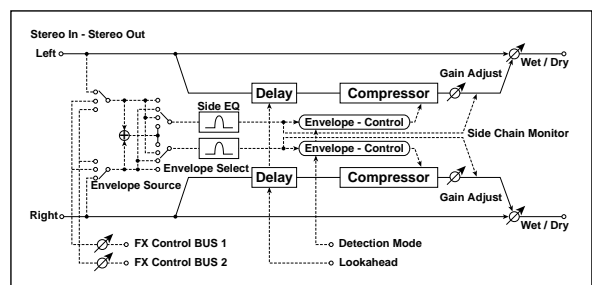 Stereo In - Stereo Out
Left
Wet / Dry
Delay
Compressor
Gain Adjust
Side EQ
Envelope - Control
Side Chain Monitor
Envelope - Control
Envelope Source
Envelope Select
Delay
Compressor
Gain Adjust
Right
Wet / Dry
FX Control BUS 1
Detection Mode
FX Control BUS 2
Lookahead